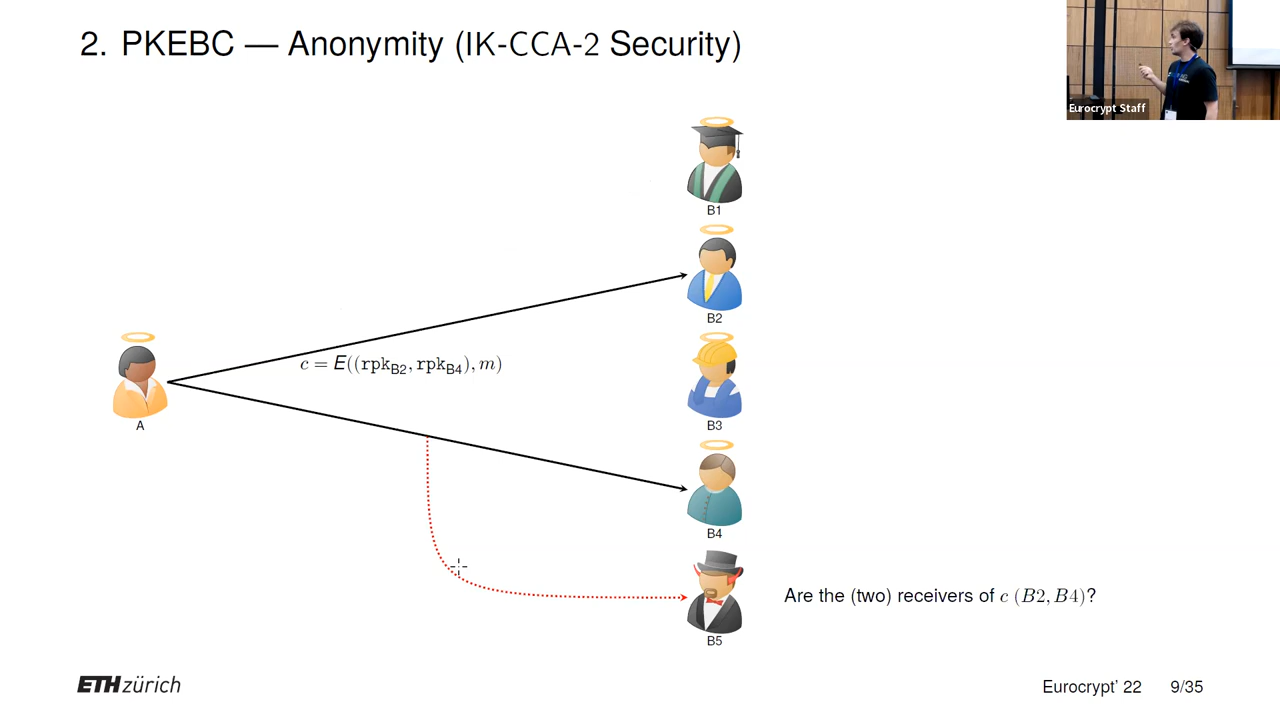 2. PKEBC — Anonymity (IK-CCA-2 Security)
Eurocrypt Staff
B1
B2
c = E((rpk_B2, rpk_B4), m)
A
B3
B4
Are the (two) receivers of c (B2, B4)?
B5
ETH zürich
Eurocrypt' 22 9/35